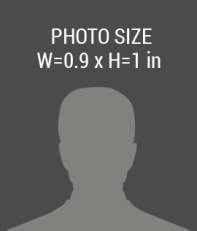 PHOTO SIZE
W=0.9 x H=1 in